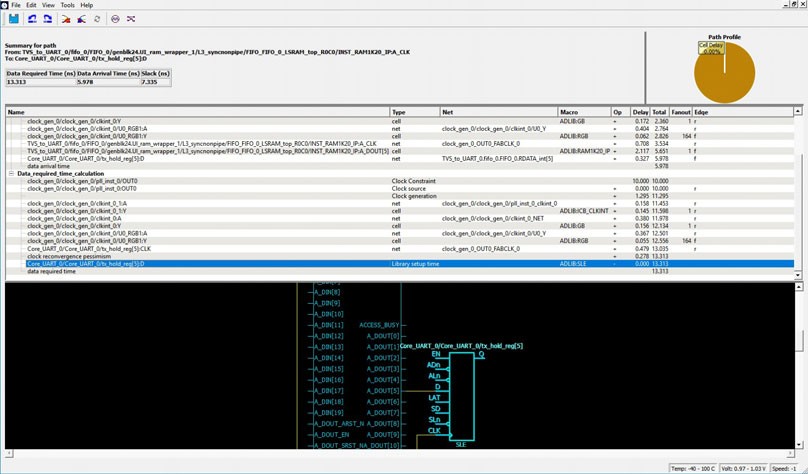 File Edit View Tools Help
Summary for path
From: TVS_to_UART_0/fifo_0/FIFO_0/genblk24.UI_ram_wrapper_1/L3_syncnonpipe/FIFO_FIFO_0_LSRAM_top_R0C0/INST_RAM1K20_IP:A_CLK
To: Core_UART_0/Core_UART_0/tx_hold_reg[5]:D
Data Required Time (ns) Data Arrival Time (ns) Slack (ns)
13.313 5.978 7.335
Path Profile
Cell Delay
0.00%
Name Type Net Macro Op Delay Total Fanout Edge
clock_gen_0/clock_gen_0/clkint_0:Y cell ADLIB:GB + 0.172 2.360 1 r
clock_gen_0/clock_gen_0/clkint_0/U0_RGB1:A net clock_gen_0/clock_gen_0/clkint_0/U0_Y + 0.404 2.764 r
clock_gen_0/clock_gen_0/clkint_0/U0_RGB1:Y cell ADLIB:RGB + 0.062 2.826 164 f
TVS_to_UART_0/fifo_0/FIFO_0/genblk24.UI_ram_wrapper_1/L3_syncnonpipe/FIFO_FIFO_0_LSRAM_top_R0C0/INST_RAM1K20_IP:A_CLK net clock_gen_0_OUT0_FABCLK_0 + 0.708 3.534 r
TVS_to_UART_0/fifo_0/FIFO_0/genblk24.UI_ram_wrapper_1/L3_syncnonpipe/FIFO_FIFO_0_LSRAM_top_R0C0/INST_RAM1K20_IP:A_DOUT[5] cell ADLIB:RAM1K20_IP + 2.117 5.651 1 f
Core_UART_0/Core_UART_0/tx_hold_reg[5]:D net TVS_to_UART_0.fifo_0.FIFO_0.RDATA_int[5] + 0.327 5.978 f
data arrival time 5.978
Data_required_time_calculation
clock_gen_0/clock_gen_0/pll_inst_0/OUT0 Clock Constraint 10.000 10.000
clock_gen_0/clock_gen_0/pll_inst_0:OUT0 Clock source + 0.000 10.000 r
Clock generation + 1.295 11.295
clock_gen_0/clock_gen_0/clkint_0_1:A net clock_gen_0/clock_gen_0/pll_inst_0_clkint_0 + 0.158 11.453 r
clock_gen_0/clock_gen_0/clkint_0_1:Y cell ADLIB:ICB_CLKINT + 0.145 11.598 1 r
clock_gen_0/clock_gen_0/clkint_0:A net clock_gen_0/clock_gen_0/clkint_0_NET + 0.380 11.978 r
clock_gen_0/clock_gen_0/clkint_0:Y cell ADLIB:GB + 0.156 12.134 1 r
clock_gen_0/clock_gen_0/clkint_0/U0_RGB1:A net clock_gen_0/clock_gen_0/clkint_0/U0_Y + 0.367 12.501 r
clock_gen_0/clock_gen_0/clkint_0/U0_RGB1:Y cell ADLIB:RGB + 0.055 12.556 164 f
Core_UART_0/Core_UART_0/tx_hold_reg[5]:CLK net clock_gen_0_OUT0_FABCLK_0 + 0.479 13.035 r
clock reconvergence pessimism + 0.278 13.313
Core_UART_0/Core_UART_0/tx_hold_reg[5]:D Library setup time ADLIB:SLE - 0.000 13.313
data required time 13.313
A_DIN[8]
A_DIN[9]
A_DIN[10]
A_DIN[11] ACCESS_BUSY
A_DIN[12] A_DOUT[0]
A_DIN[13] A_DOUT[1] Core_UART_0/Core_UART_0/tx_hold_reg[5]
A_DIN[14] A_DOUT[2] EN Q
A_DIN[15] A_DOUT[3] ADn
A_DIN[16] A_DOUT[4] ALn
A_DIN[17] A_DOUT[5] D
A_DIN[18] A_DOUT[6] LAT
A_DIN[19] A_DOUT[7] SD
A_DOUT_ARST_N A_DOUT[8] SLn
A_DOUT_EN A_DOUT[9] CLK
A_DOUT_SRST_N A_DOUT[10] SLE
Temp: -40 - 100 C Volt: 0.97 - 1.03 V Speed: -1